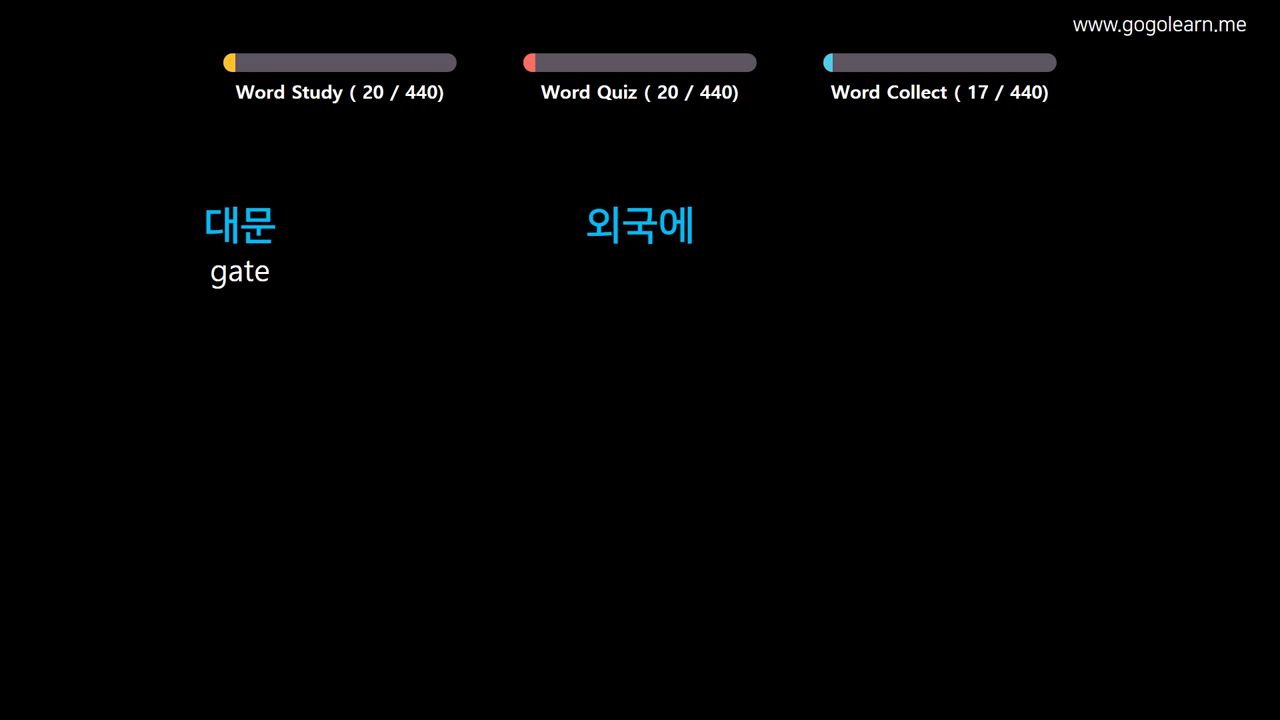 www.gogolearn.me
Word Study ( 20 / 440)
Word Quiz ( 20 / 440)
Word Collect ( 17 / 440)
대문
gate
외국에